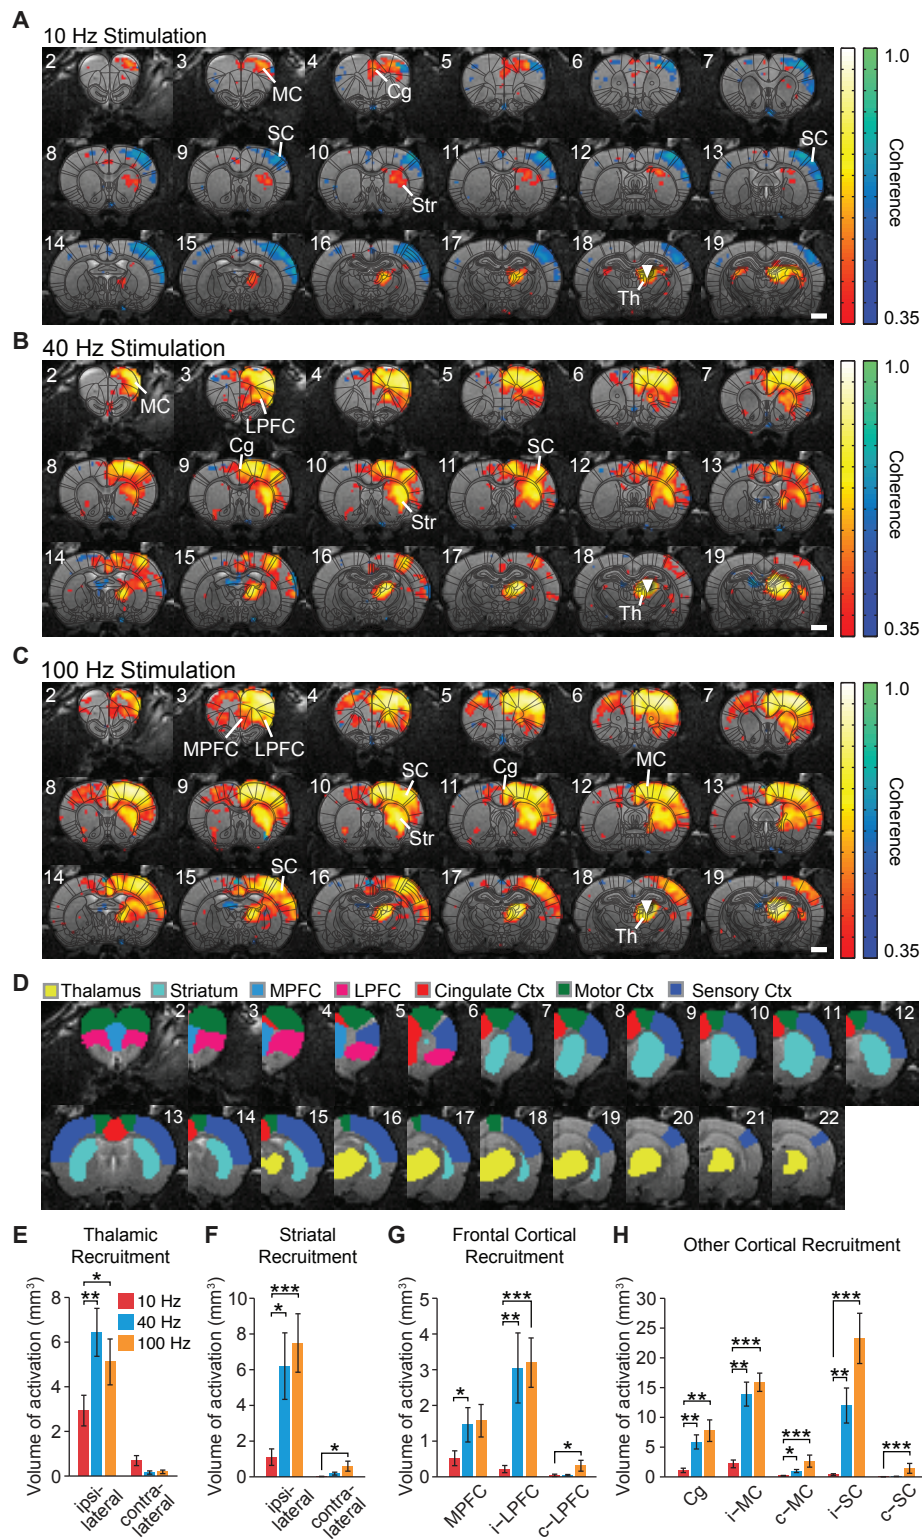 A
10 Hz Stimulation
2 3 4 5 6 7
MC Cg
SC SC
8 9 10 11 12 13
Str
14 15 16 17 18 19
Th
1.0
Coherence
0.35
B
40 Hz Stimulation
2 3 4 5 6 7
MC
LPFC
Cg SC
8 9 10 11 12 13
Str
14 15 16 17 18 19
Th
1.0
Coherence
0.35
C
100 Hz Stimulation
2 3 4 5 6 7
MPFC LPFC
SC Cg MC
8 9 10 11 12 13
Str
SC
14 15 16 17 18 19
Th
1.0
Coherence
0.35
D
Thalamus Striatum MPFC LPFC Cingulate Ctx Motor Ctx Sensory Ctx
2 3 4 5 6 7 8 9 10 11 12
13 14 15 16 17 18 19 20 21 22
E
Thalamic
Recruitment
Volume of activation (mm³)
8
6
4
2
0
*
**
10 Hz
40 Hz
100 Hz
ipsi-
lateral
contra-
lateral
F
Striatal
Recruitment
Volume of activation (mm³)
10
8
6
4
2
0
***
*
*
ipsi-
lateral
contra-
lateral
G
Frontal Cortical
Recruitment
Volume of activation (mm³)
5
4
3
2
1
0
*
***
**
*
MPFC
i-LPFC
c-LPFC
H
Other Cortical Recruitment
Volume of activation (mm³)
30
25
20
15
10
5
0
**
**
***
**
***
*
***
**
***
Cg
i-MC
c-MC
i-SC
c-SC